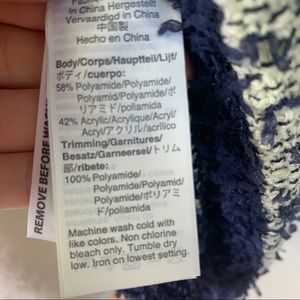 in China Hergestellt
Vervaardigd in China
中国製
Hecho en China
Body/Corps/Hauptteil/Lijf/
ボディ/cuerpo:
58% Polyamide/Polyamide/
Polyamid/Polyamide/ポ
リアミド/poliamida
42% Acrylic/Acrylique/Acryl/
Acryl/アクリル/acrílico
Trimming/Garnitures/
Besatz/Garneersel/トリム
部/ribete:
100% Polyamide/
Polyamide/Polyamid/
Polyamide/ポリアミ
ド/poliamida
Machine wash cold with
like colors. Non chlorine
bleach only. Tumble dry
low. Iron on lowest setting.
REMOVE BEFORE